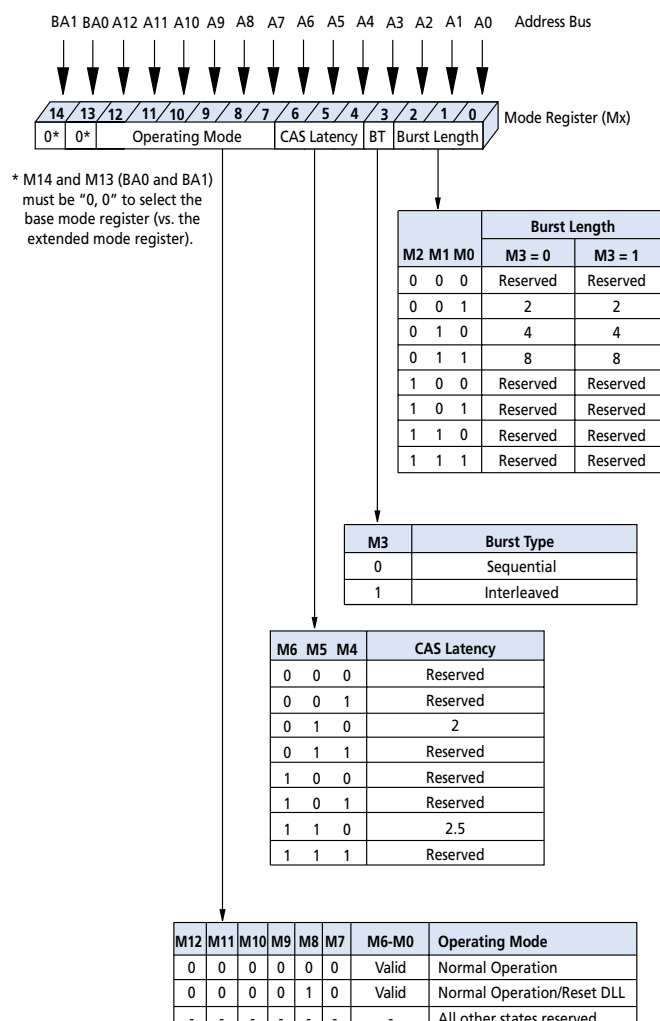 BA1 BA0 A12 A11 A10 A9 A8 A7 A6 A5 A4 A3 A2 A1 A0 Address Bus
14 13 12 11 10 9 8 7 6 5 4 3 2 1 0 Mode Register (Mx)
0* 0* Operating Mode CAS Latency BT Burst Length
* M14 and M13 (BA0 and BA1)
must be “0, 0” to select the
base mode register (vs. the
extended mode register).
Burst Length
M2 M1 M0 M3 = 0 M3 = 1
0 0 0 Reserved Reserved
0 0 1 2 2
0 1 0 4 4
0 1 1 8 8
1 0 0 Reserved Reserved
1 0 1 Reserved Reserved
1 1 0 Reserved Reserved
1 1 1 Reserved Reserved
M3 Burst Type
0 Sequential
1 Interleaved
M6 M5 M4 CAS Latency
0 0 0 Reserved
0 0 1 Reserved
0 1 0 2
0 1 1 Reserved
1 0 0 Reserved
1 0 1 Reserved
1 1 0 2.5
1 1 1 Reserved
M12 M11 M10 M9 M8 M7 M6-M0 Operating Mode
0 0 0 0 0 0 Valid Normal Operation
0 0 0 0 1 0 Valid Normal Operation/Reset DLL
- - - - - - - All other states reserved